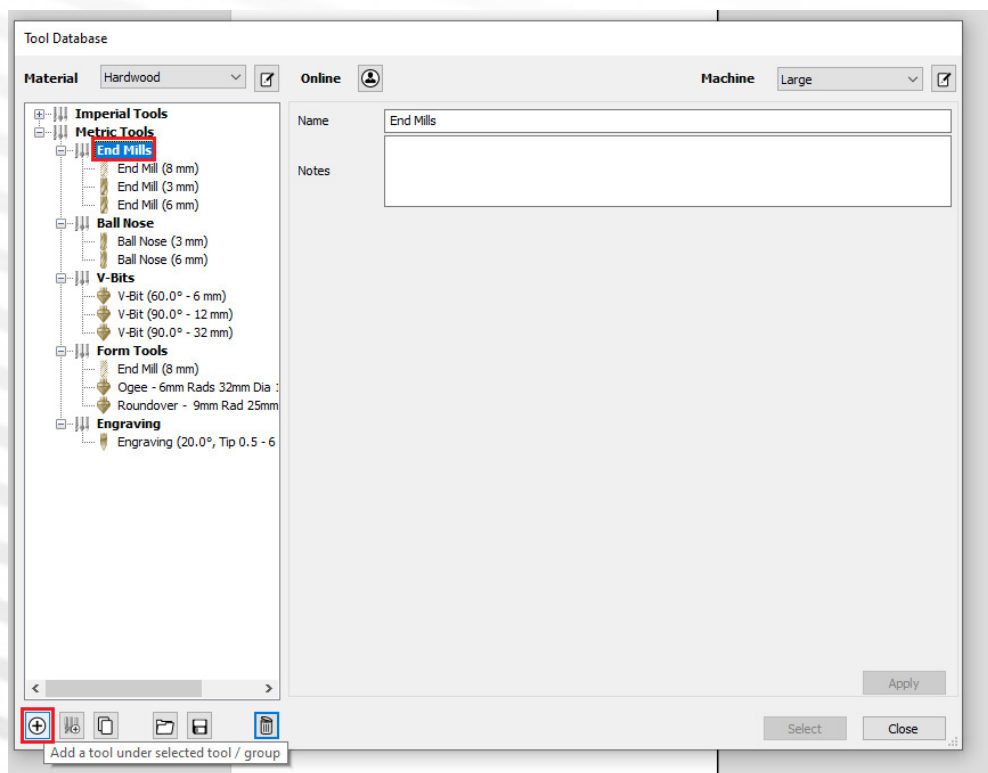 Tool Database
Material Hardwood Online Machine Large
Imperial Tools
Metric Tools
End Mills
End Mill (8 mm)
End Mill (3 mm)
End Mill (6 mm)
Ball Nose
Ball Nose (3 mm)
Ball Nose (6 mm)
V-Bits
V-Bit (60.0° - 6 mm)
V-Bit (90.0° - 12 mm)
V-Bit (90.0° - 32 mm)
Form Tools
End Mill (8 mm)
Ogee - 6mm Rads 32mm Dia
Roundover - 9mm Rad 25mm
Engraving
Engraving (20.0°, Tip 0.5 - 6
Name End Mills
Notes
Apply
Select Close
Add a tool under selected tool / group